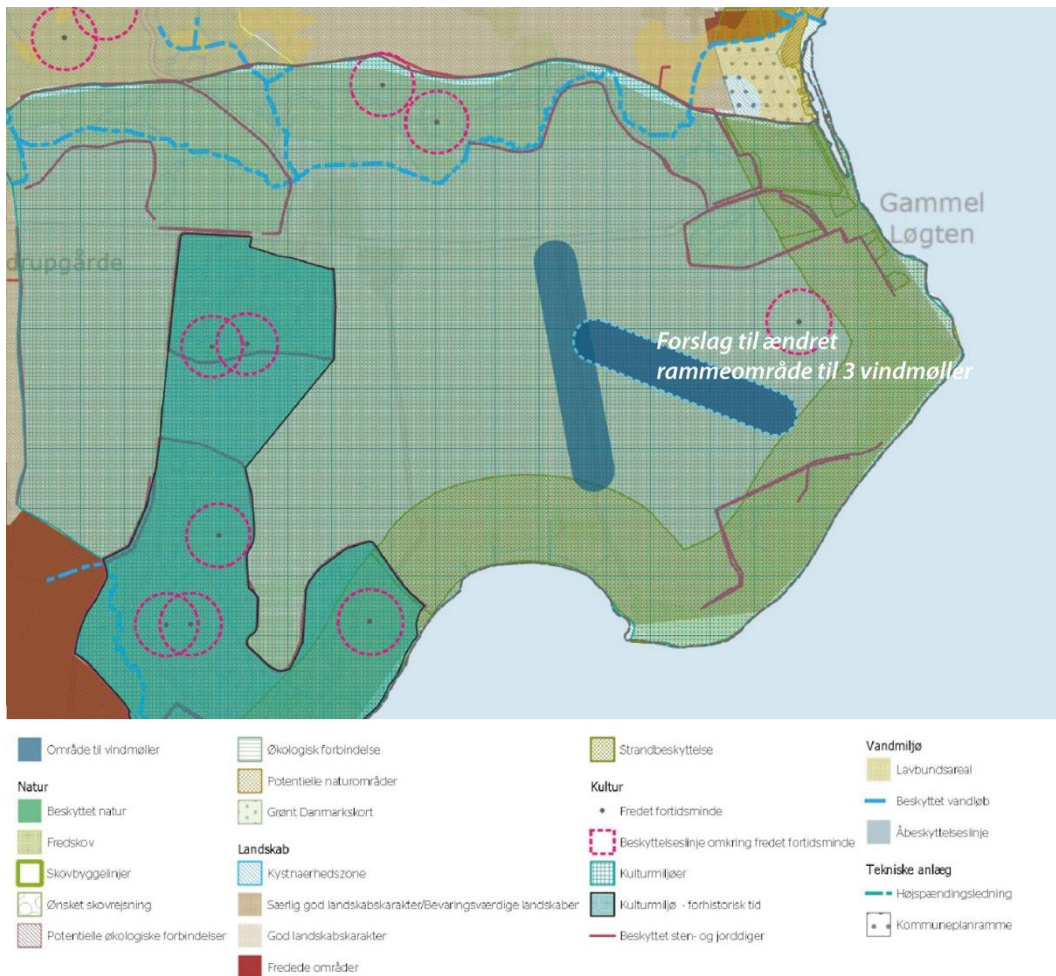 Gammel
Løgten
drupgårde
Forslag til ændret
rammeområde til 3 vindmøller
Område til vindmøller
Natur
Beskyttet natur
Fredskov
Skovbyggelinjer
Ønsket skovrejsning
Potentielle økologiske forbindelser
Økologisk forbindelse
Potentielle naturområder
Grønt Danmarkskort
Landskab
Kystnaerhedszone
Særlig god landskabskarakter/Bevaringsværdige landskaber
God landskabskarakter
Fredede områder
Strandbeskyttelse
Kultur
Fredet fortidsminde
Beskyttelseslinje omkring fredet fortidsminde
Kulturmiljøer
Kulturmiljø - forhistorisk tid
Beskyttet sten- og jorddiger
Vandmiljø
Lavbundsareal
Beskyttet vandløb
Åbeskyttelseslinje
Tekniske anlæg
Højspændingsledning
Kommuneplanramme